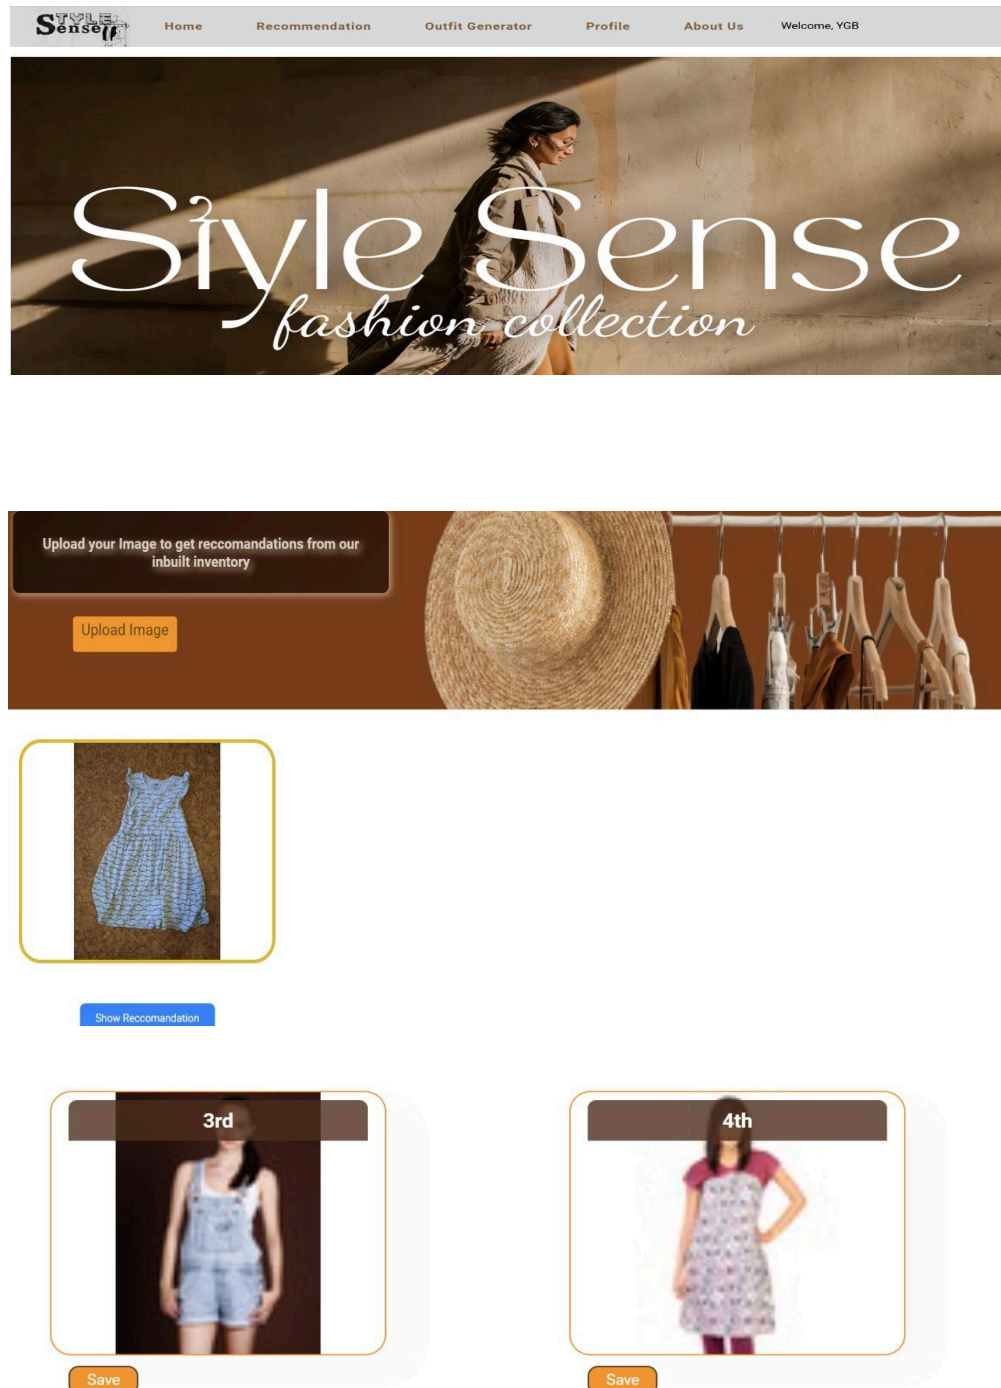 STYLE Sense
Home Recommendation Outfit Generator Profile About Us Welcome, YGB
Style Sense
fashion collection
Upload your Image to get reccomandations from our
inbuilt inventory
Upload Image
Show Reccomandation
3rd 4th
Save Save